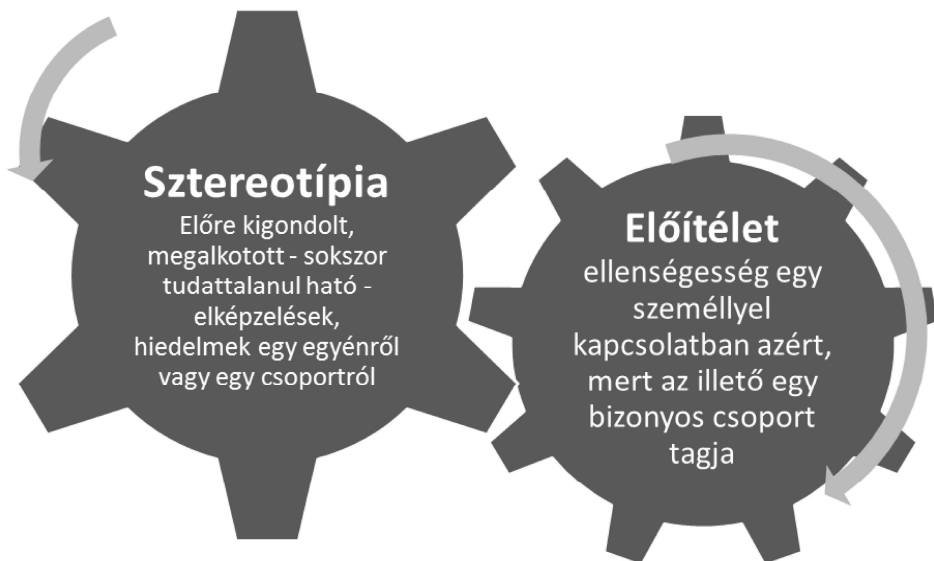 Sztereotípia
Előre kigondolt,
megalkotott - sokszor
tudattalanul ható -
elképzelések,
hiedelmek egy egyénről
vagy egy csoportról
Előítélet
ellenségesség egy
személlyel
kapcsolatban azért,
mert az illető egy
bizonyos csoport
tagja